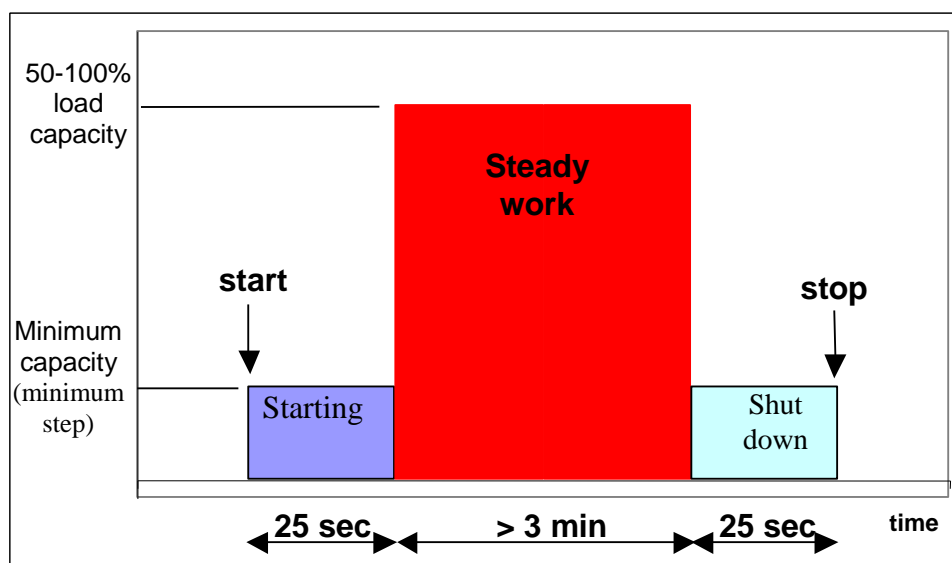 50-100%
load
capacity
Steady
work
start
stop
Minimum
capacity
(minimum
step)
Starting
Shut
down
25 sec
> 3 min
25 sec
time